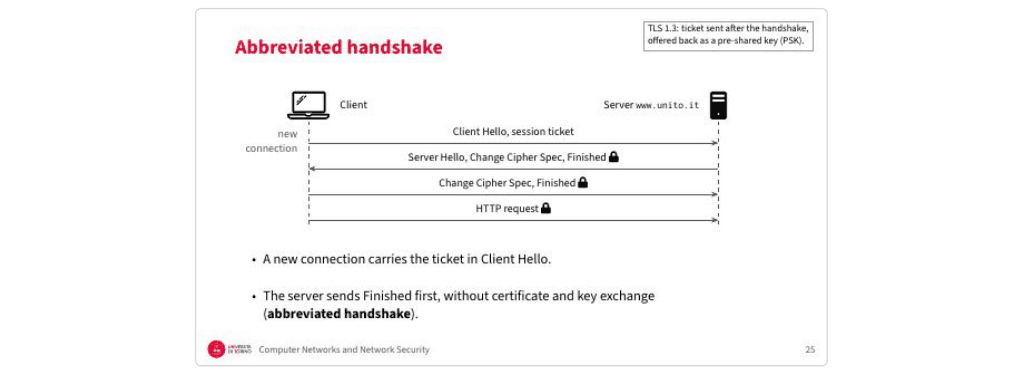 Abbreviated handshake
TLS 1.3: ticket sent after the handshake,
offered back as a pre-shared key (PSK).
Client
Server www.unito.it
new
connection
Client Hello, session ticket
Server Hello, Change Cipher Spec, Finished
Change Cipher Spec, Finished
HTTP request
• A new connection carries the ticket in Client Hello.
• The server sends Finished first, without certificate and key exchange
(abbreviated handshake).
UNIVERSITÀ
DI TORINO
Computer Networks and Network Security
25